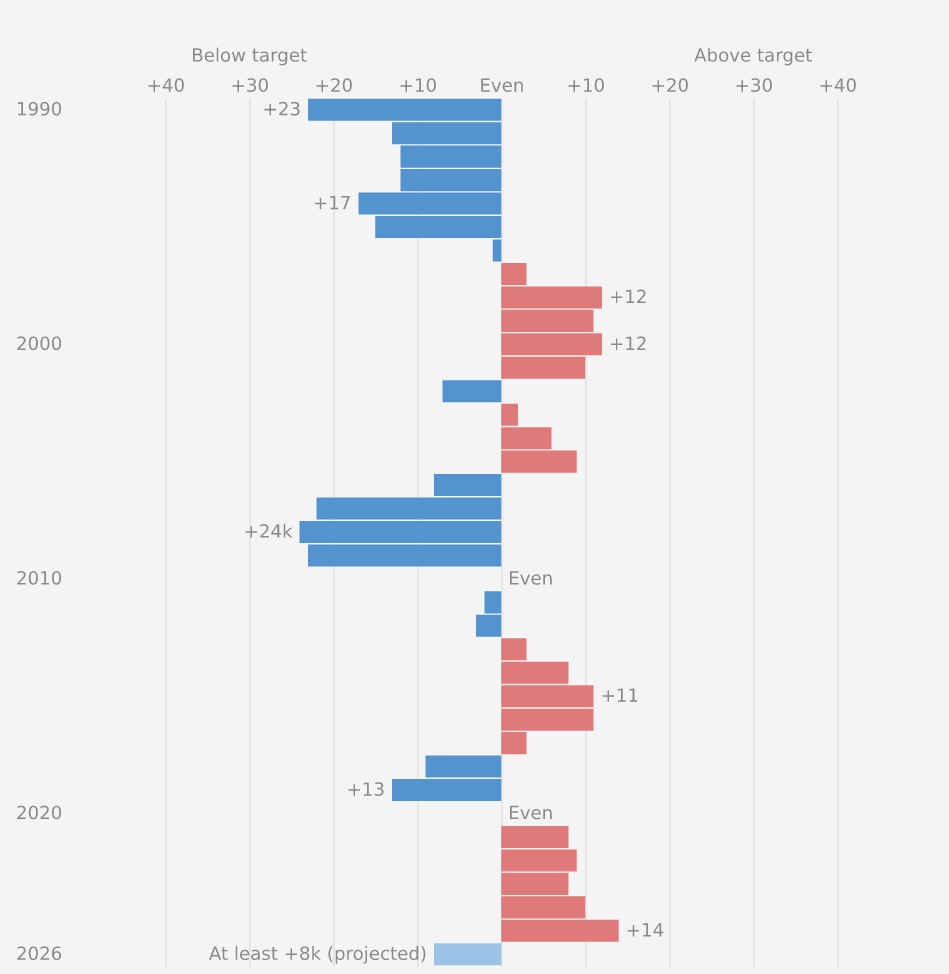 Below target Above target
+40 +30 +20 +10 Even +10 +20 +30 +40
1990 +23
+17
+12
2000 +12
+24k
2010 Even
+11
+13
2020 Even
+14
2026 At least +8k (projected)